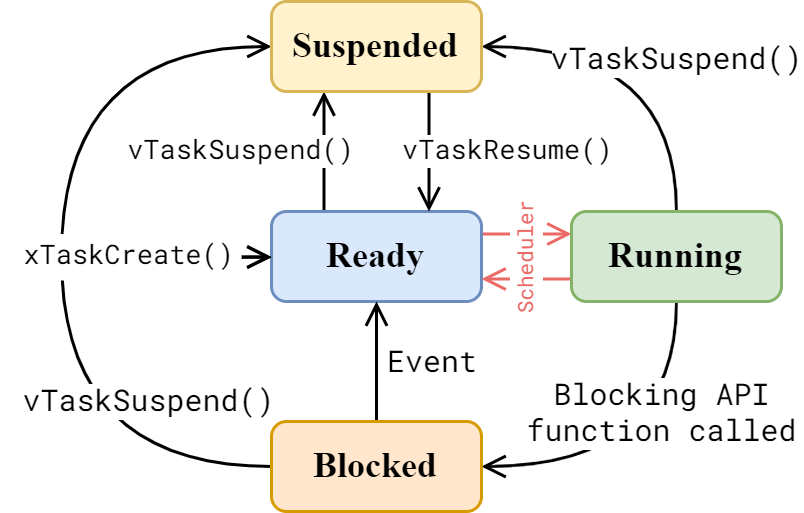 Suspended
vTaskSuspend()
vTaskSuspend()
vTaskResume()
Scheduler
xTaskCreate()
Ready
Running
Event
vTaskSuspend()
Blocking API
function called
Blocked